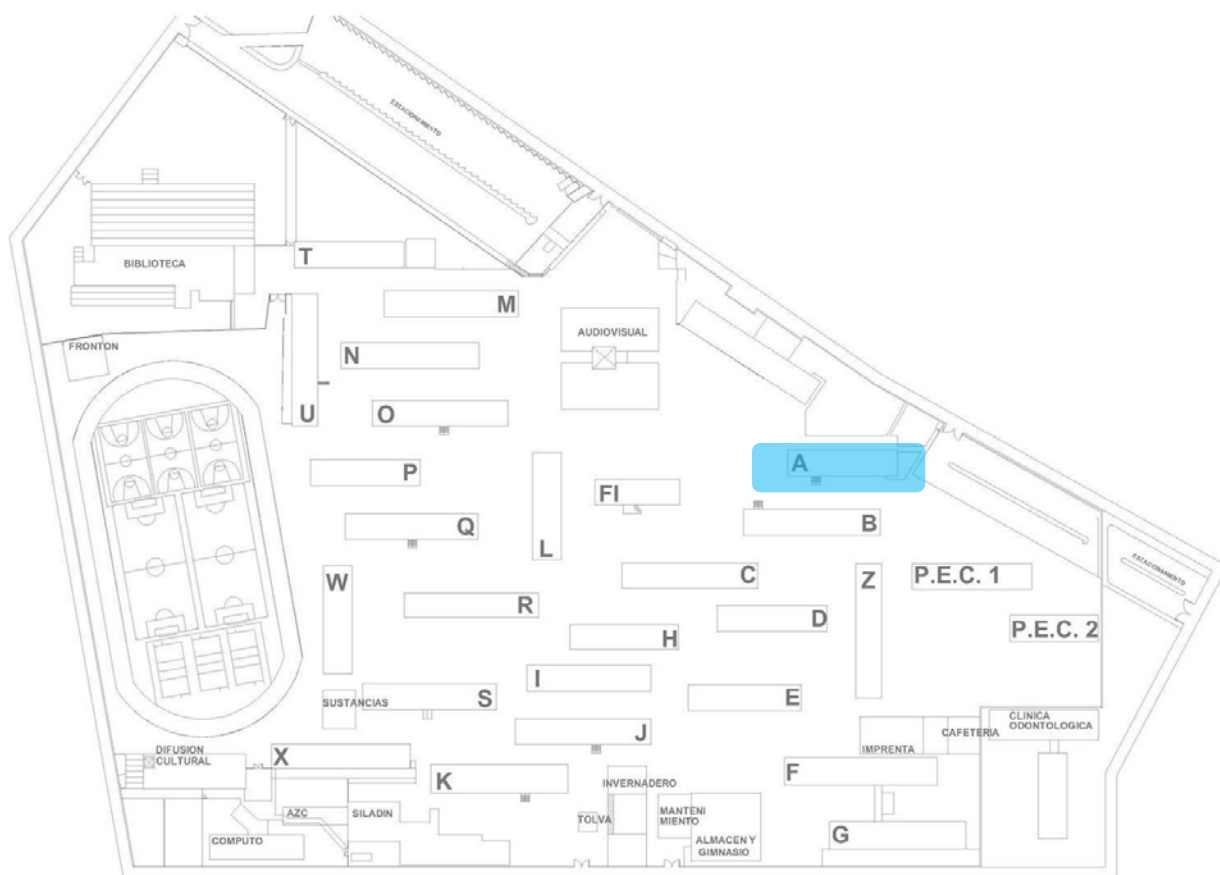 ESTACIONAMIENTO
BIBLIOTECA
T
M
AUDIOVISUAL
FRONTON
N
U
O
A
P
FI
Q
B
L
ESTACIONAMIENTO
W
C
Z
P.E.C. 1
R
D
P.E.C. 2
H
I
SUSTANCIAS
S
E
J
CLINICA
ODONTOLOGICA
CAFETERIA
DIFUSION
CULTURAL
X
IMPRENTA
K
INVERNADERO
F
AZC
SILADIN
TOLVA
MANTENI
MIENTO
COMPUTO
ALMACEN Y
GIMNASIO
G